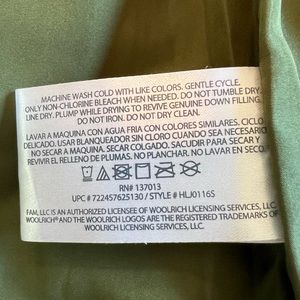 MACHINE WASH COLD WITH LIKE COLORS. GENTLE CYCLE.
ONLY NON-CHLORINE BLEACH WHEN NEEDED. DO NOT TUMBLE DRY.
LINE DRY. PLUMP WHILE DRYING TO REVIVE GENUINE DOWN FILLING.
DO NOT IRON. DO NOT DRY CLEAN.
LAVAR A MAQUINA CON AGUA FRIA CON COLORES SIMILARES. CICLO
DELICADO. USAR BLANQUEADOR SIN CLORO CUANDO SEA NECESARIO.
NO SECAR A MAQUINA. SECAR COLGADO. SACUDIR PARA SECAR Y
REVIVIR EL RELLENO DE PLUMAS. NO PLANCHAR. NO LAVAR EN SECO.
RN# 137013
UPC # 722457625130 / STYLE # HLJ0116S
FAM, LLC IS AN AUTHORIZED LICENSEE OF WOOLRICH LICENSING SERVICES, LLC.
WOOLRICH® AND THE WOOLRICH LOGOS ARE THE REGISTERED TRADEMARKS OF
WOOLRICH LICENSING SERVICES, LLC.